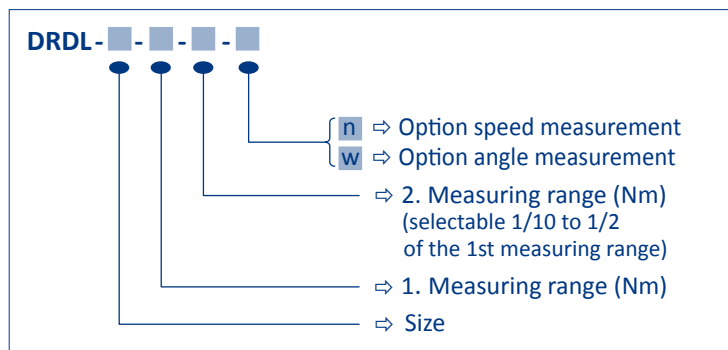 DRDL- - - -
n ⇨ Option speed measurement
w ⇨ Option angle measurement
⇨ 2. Measuring range (Nm)
(selectable 1/10 to 1/2
of the 1st measuring range)
⇨ 1. Measuring range (Nm)
⇨ Size